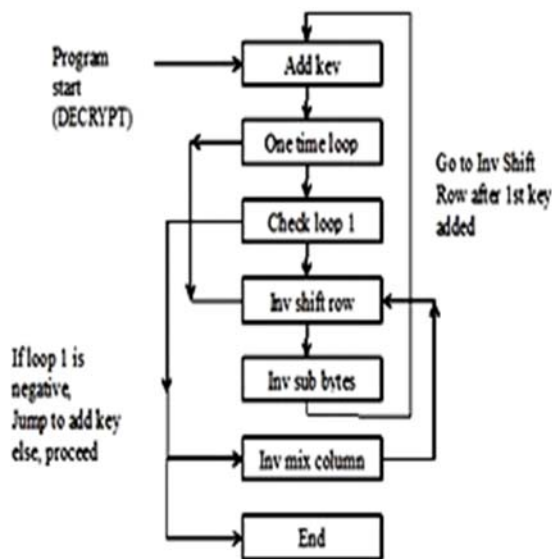 Program
start
(DECRYPT)
Add key
One time loop
Check loop 1
Inv shift row
Inv sub bytes
Inv mix column
End
Go to Inv Shift
Row after 1st key
added
If loop 1 is
negative,
Jump to add key
else, proceed